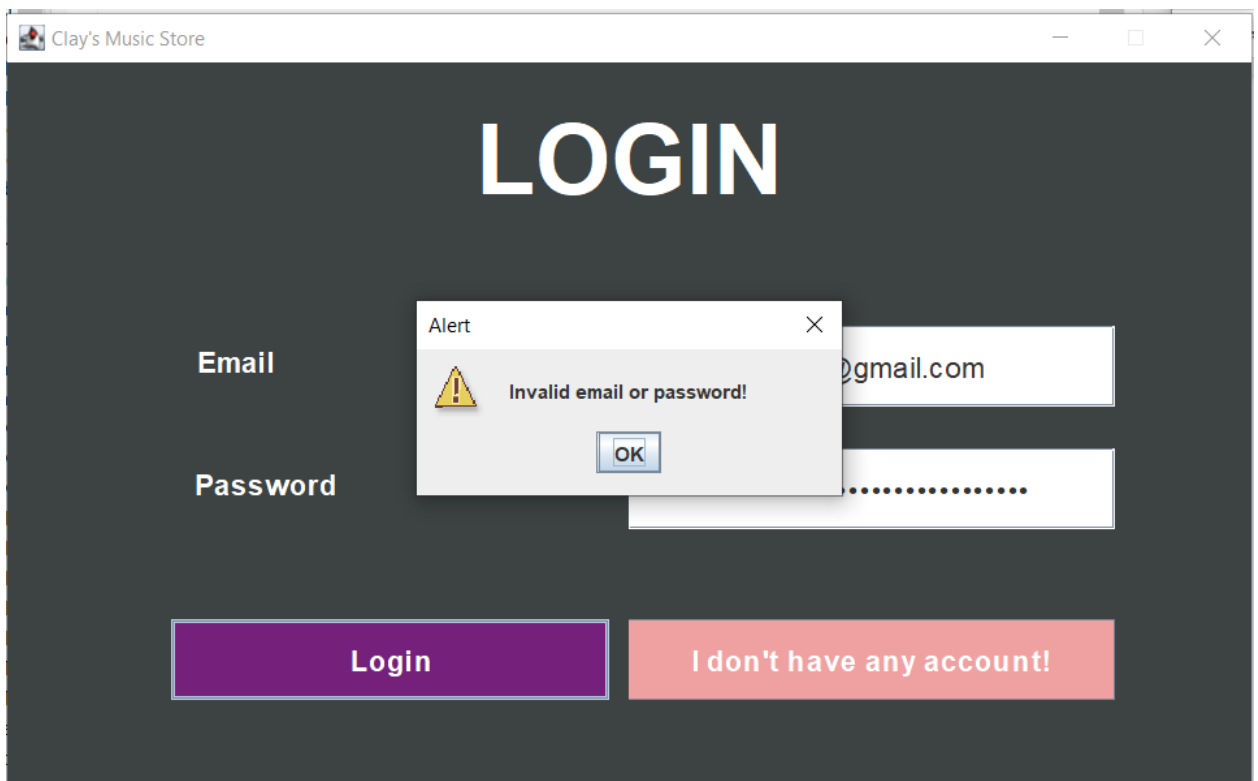 Clay's Music Store
LOGIN
Alert
Invalid email or password!
OK
Email
@gmail.com
Password
Login
I don't have any account!